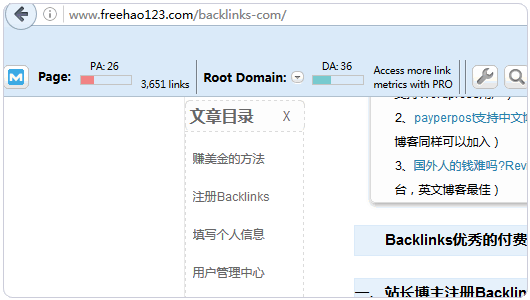 www.freehao123.com/backlinks-com/
PA: 26
DA: 36
Page:
3,651 links
Root Domain:
Access more link
metrics with PRO
文章目录 X
赚美金的方法
注册Backlinks
填写个人信息
用户管理中心
2、payperpost支持中文博
博客同样可以加入)
3、国外人的钱难吗?Rev
台,英文博客最佳)
Backlinks优秀的付费
一、站长博主注册Backlin